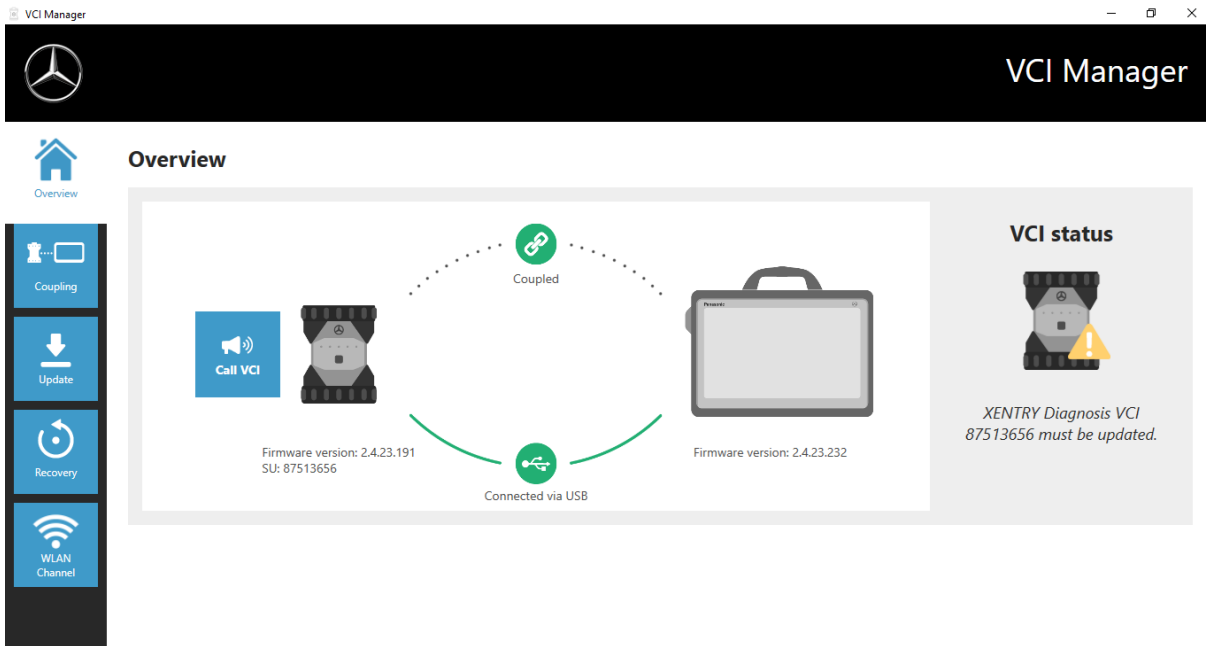 VCI Manager
VCI Manager
Overview
Overview
Coupling
Update
Recovery
WLAN
Channel
Coupled
Call VCI
Firmware version: 2.4.23.191
SU: 87513656
Connected via USB
Panasonic
Firmware version: 2.4.23.232
VCI status
XENTRY Diagnosis VCI
87513656 must be updated.